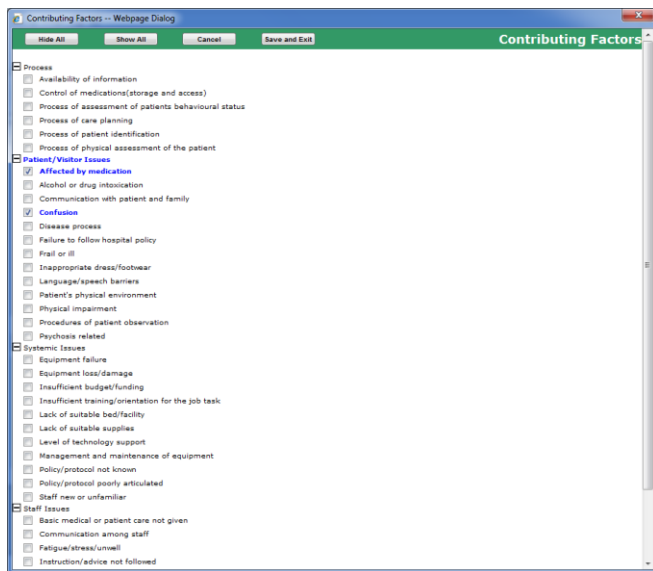 Contributing Factors -- Webpage Dialog
Hide All Show All Cancel Save and Exit Contributing Factors
Process
Availability of information
Control of medications(storage and access)
Process of assessment of patients behavioural status
Process of care planning
Process of patient identification
Process of physical assessment of the patient
Patient/Visitor Issues
Affected by medication
Alcohol or drug intoxication
Communication with patient and family
Confusion
Disease process
Failure to follow hospital policy
Frail or ill
Inappropriate dress/footwear
Language/speech barriers
Patient's physical environment
Physical impairment
Procedures of patient observation
Psychosis related
Systemic Issues
Equipment failure
Equipment loss/damage
Insufficient budget/funding
Insufficient training/orientation for the job task
Lack of suitable bed/facility
Lack of suitable supplies
Level of technology support
Management and maintenance of equipment
Policy/protocol not known
Policy/protocol poorly articulated
Staff new or unfamiliar
Staff Issues
Basic medical or patient care not given
Communication among staff
Fatigue/stress/unwell
Instruction/advice not followed